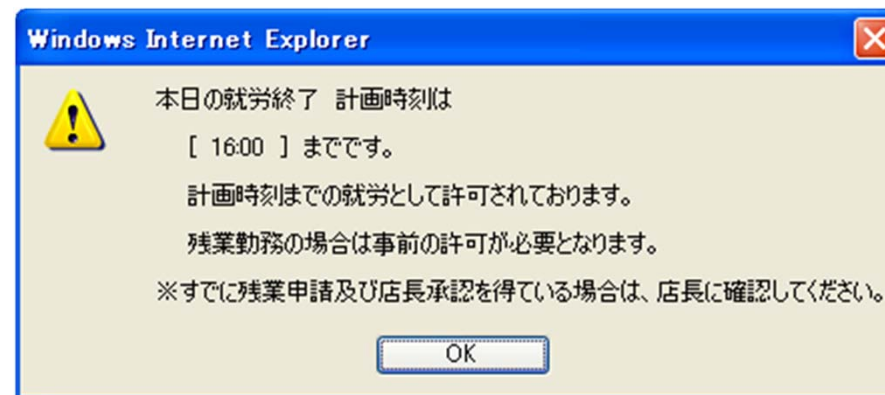 Windows Internet Explorer
本日の就労終了 計画時刻は
[ 16:00 ] までです。
計画時刻までの就労として許可されております。
残業勤務の場合は事前の許可が必要となります。
※すでに残業申請及び店長承認を得ている場合は、店長に確認してください。
OK